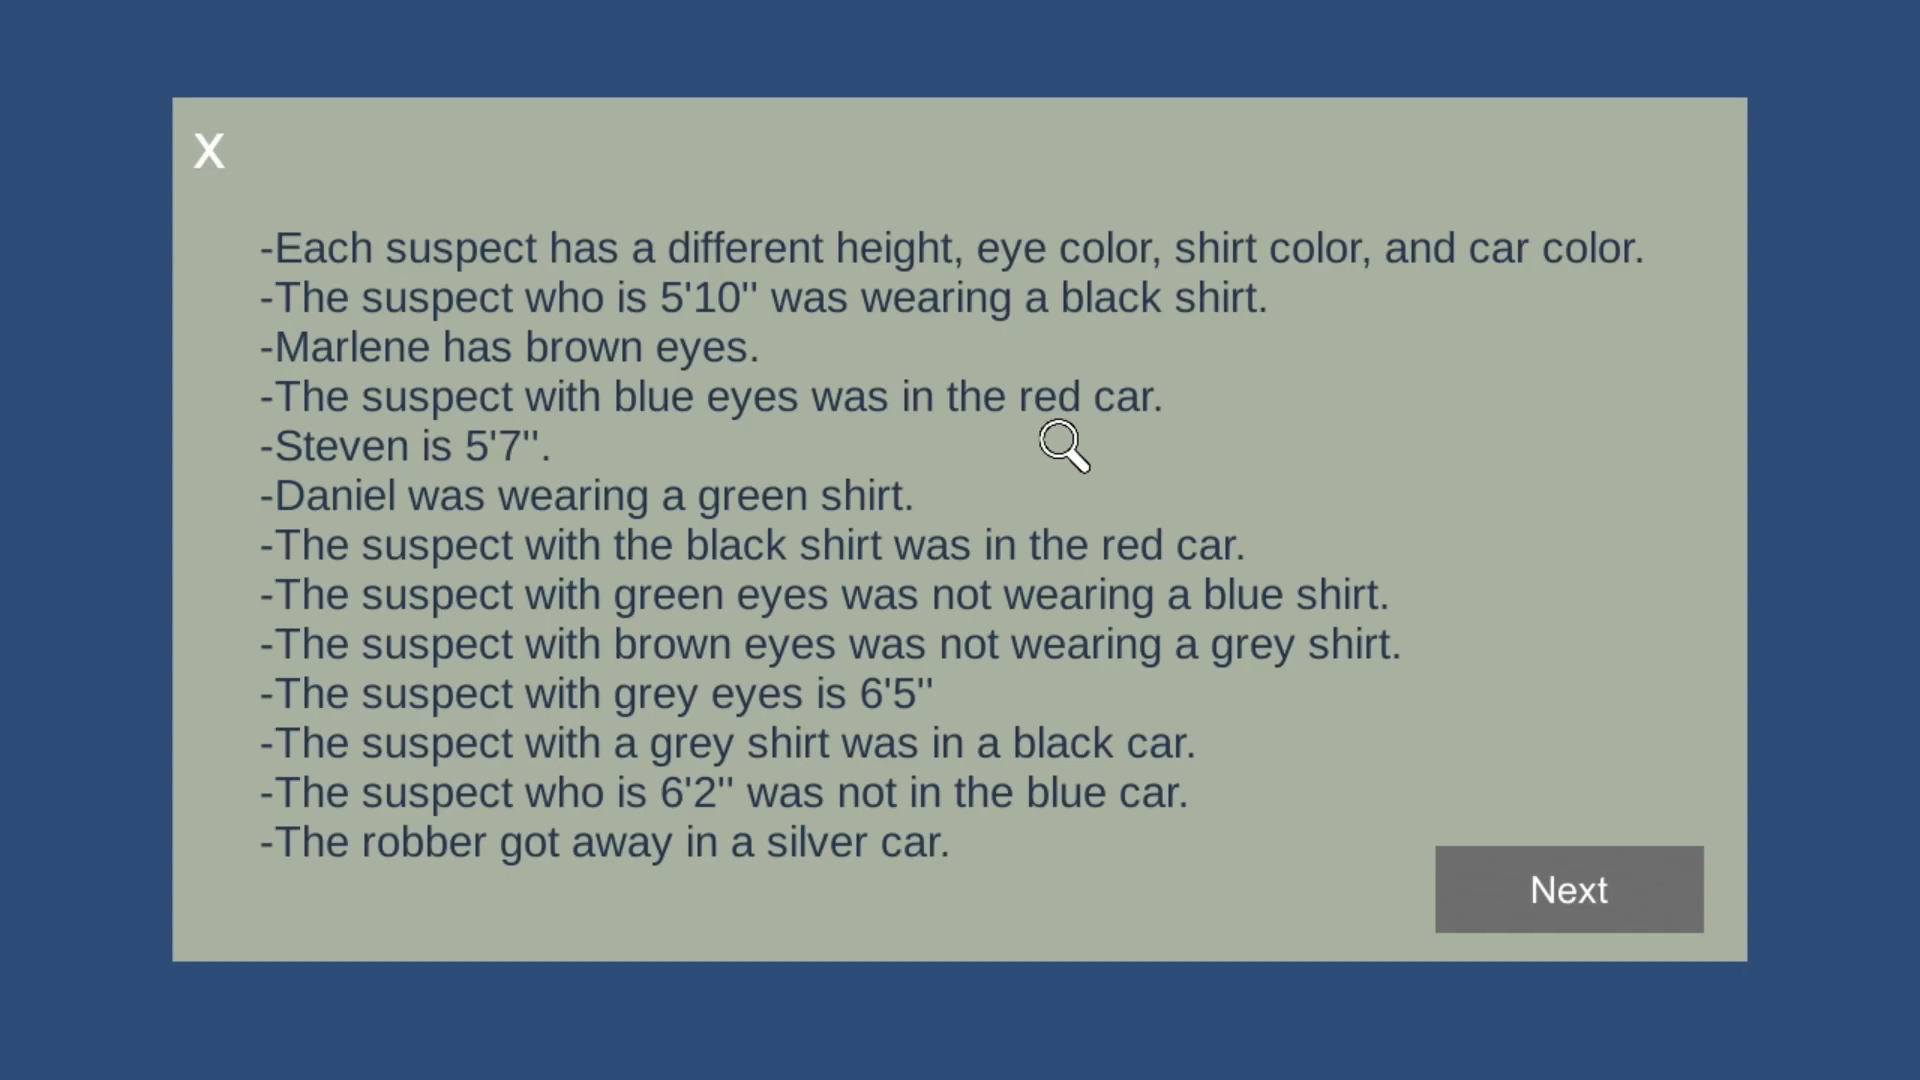 X
-Each suspect has a different height, eye color, shirt color, and car color.
-The suspect who is 5'10'' was wearing a black shirt.
-Marlene has brown eyes.
-The suspect with blue eyes was in the red car.
-Steven is 5'7''.
-Daniel was wearing a green shirt.
-The suspect with the black shirt was in the red car.
-The suspect with green eyes was not wearing a blue shirt.
-The suspect with brown eyes was not wearing a grey shirt.
-The suspect with grey eyes is 6'5''
-The suspect with a grey shirt was in a black car.
-The suspect who is 6'2'' was not in the blue car.
-The robber got away in a silver car.
Next